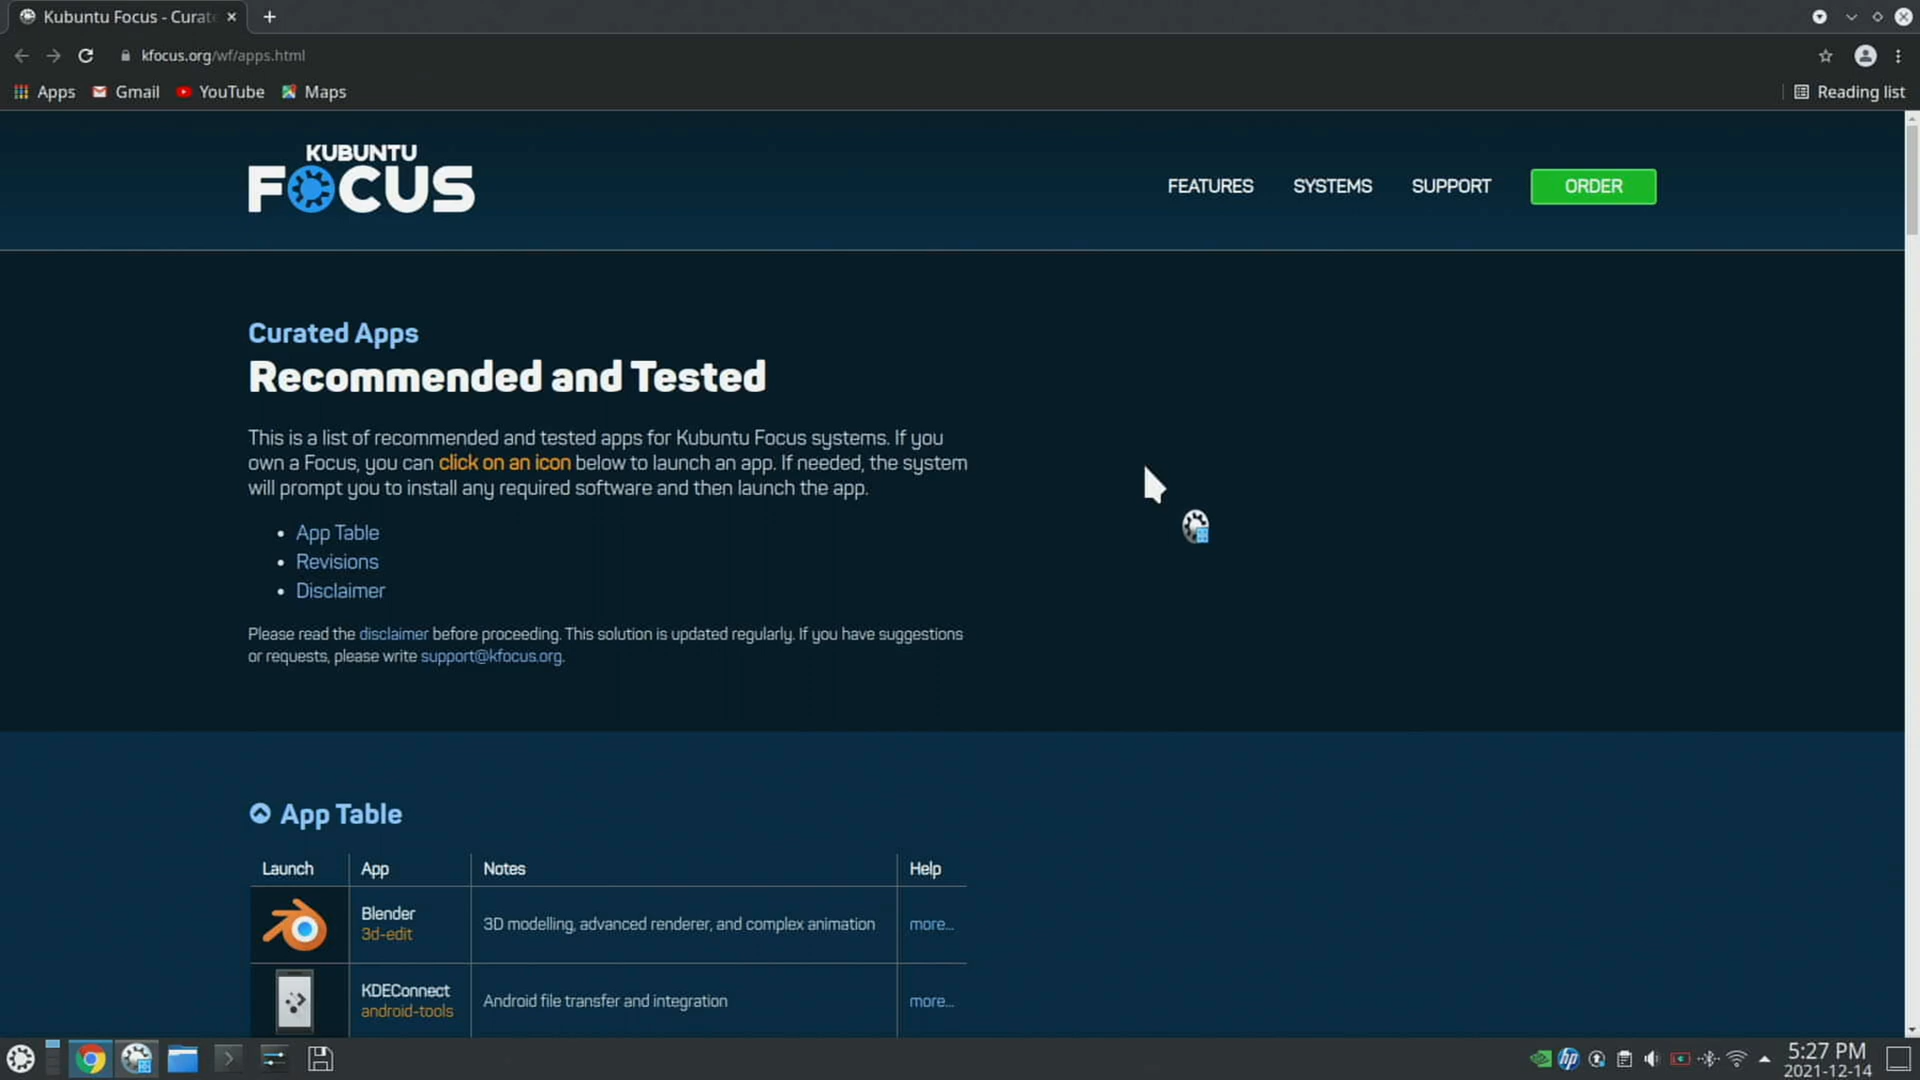 Kubuntu Focus - Curat
kfocus.org/wf/apps.html
Apps
Gmail
YouTube
Maps
Reading list
KUBUNTU
FOCUS
FEATURES
SYSTEMS
SUPPORT
ORDER
Curated Apps
Recommended and Tested
This is a list of recommended and tested apps for Kubuntu Focus systems. If you
own a Focus, you can click on an icon below to launch an app. If needed, the system
will prompt you to install any required software and then launch the app.
App Table
Revisions
Disclaimer
Please read the disclaimer before proceeding. This solution is updated regularly. If you have suggestions
or requests, please write support@kfocus.org.
App Table
Launch
App
Notes
Help
Blender
3d-edit
3D modelling, advanced renderer, and complex animation
more...
KDEConnect
android-tools
Android file transfer and integration
more...
hp
5:27 PM
2021-12-14